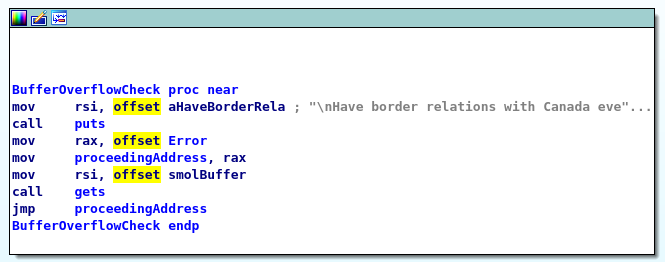 BufferOverflowCheck proc near
mov     rsi, offset aHaveBorderRela ; "\nHave border relations with Canada eve"...
call    puts
mov     rax, offset Error
mov     proceedingAddress, rax
mov     rsi, offset smolBuffer
call    gets
jmp     proceedingAddress
BufferOverflowCheck endp